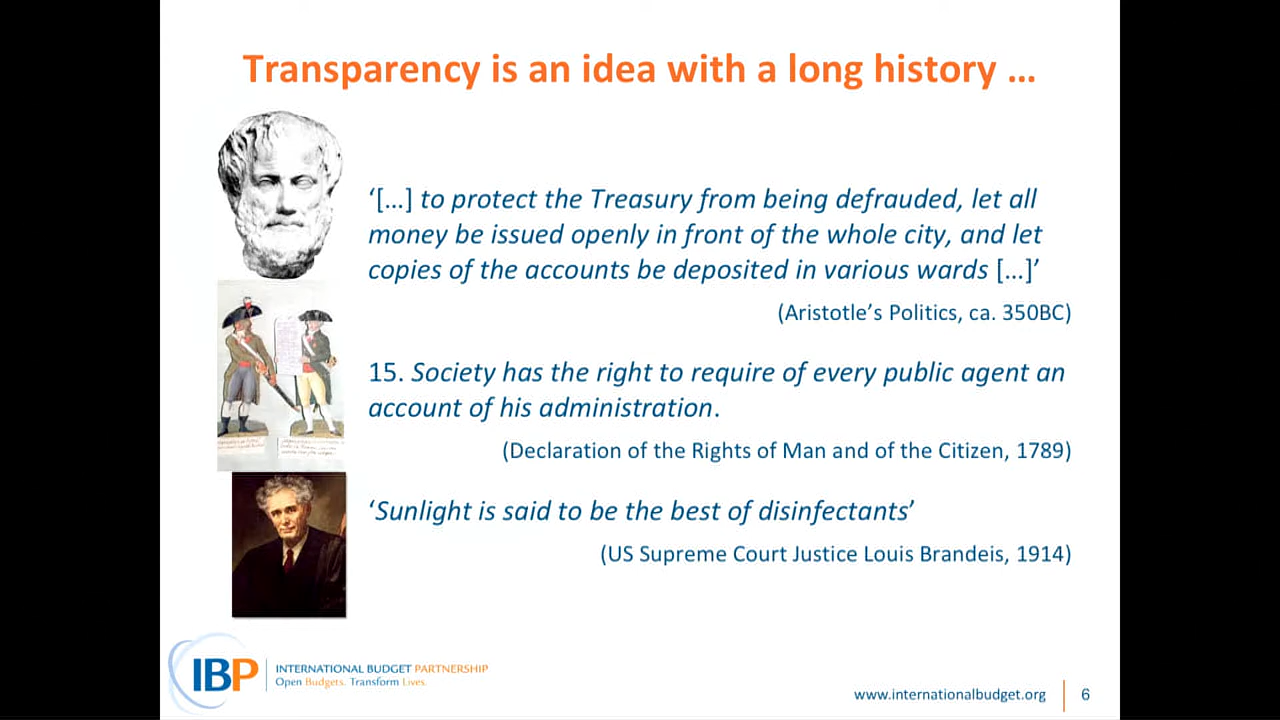 Transparency is an idea with a long history …
‘[…] to protect the Treasury from being defrauded, let all
money be issued openly in front of the whole city, and let
copies of the accounts be deposited in various wards […]’
(Aristotle’s Politics, ca. 350BC)
15. Society has the right to require of every public agent an
account of his administration.
(Declaration of the Rights of Man and of the Citizen, 1789)
‘Sunlight is said to be the best of disinfectants’
(US Supreme Court Justice Louis Brandeis, 1914)
IBP
INTERNATIONAL BUDGET PARTNERSHIP
Open Budgets. Transform Lives.
www.internationalbudget.org
6